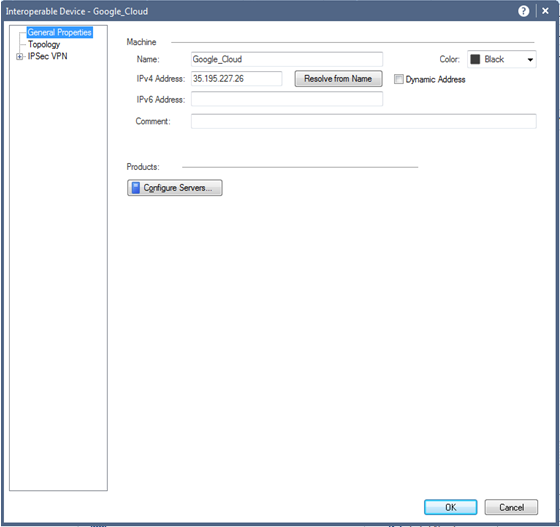 Interoperable Device - Google_Cloud
General Properties
Topology
IPSec VPN
Machine
Name: Google_Cloud Color: Black
IPv4 Address: 35.195.227.26 Resolve from Name Dynamic Address
IPv6 Address:
Comment:
Products:
Configure Servers...
OK Cancel